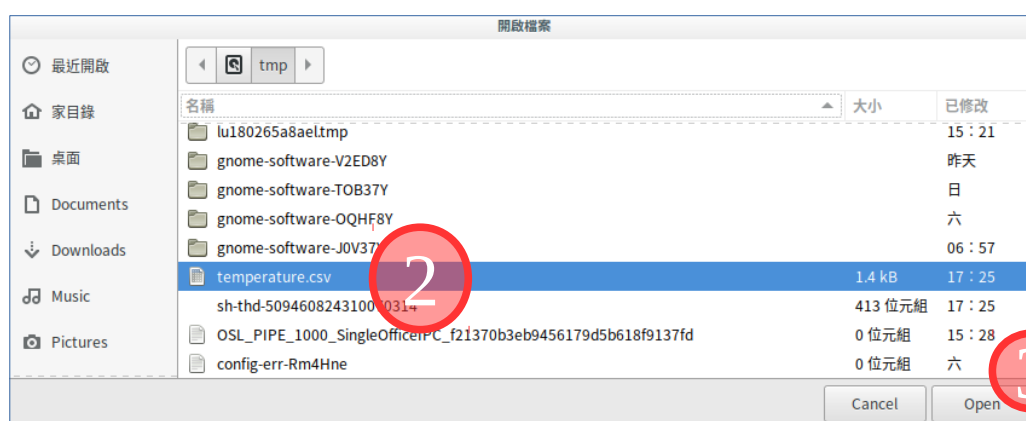 開啟檔案
最近開啟
家目錄
桌面
Documents
Downloads
Music
Pictures
tmp
名稱 大小 已修改
lu180265a8ael.tmp 15：21
gnome-software-V2ED8Y 昨天
gnome-software-TOB37Y 日
gnome-software-OQHF8Y 六
06：57
temperature.csv 1.4 kB 17：25
413 位元組 17：25
OSL_PIPE_1000_SingleOfficeIPC_f21370b3eb9456179d5b618f9137fd 0 位元組 15：28
config-err-Rm4Hne 0 位元組 六
2
Cancel Open